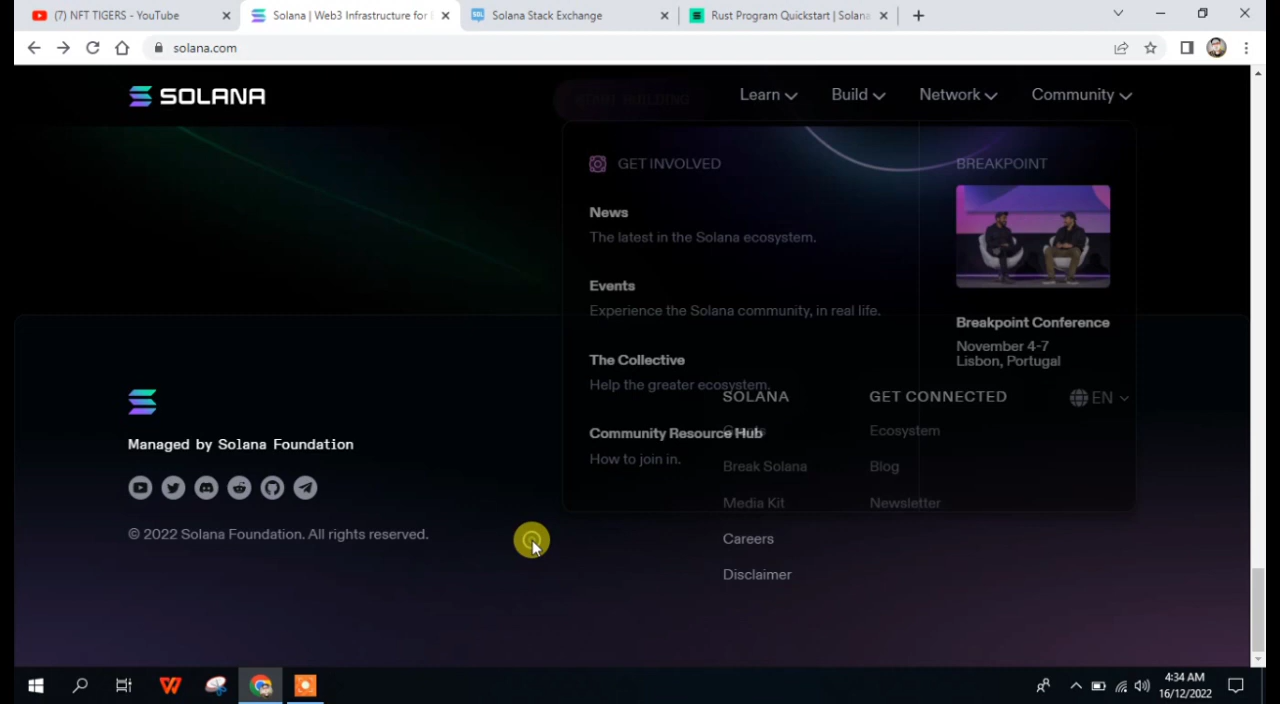 (7) NFT TIGERS - YouTube
Solana | Web3 Infrastructure for
Solana Stack Exchange
Rust Program Quickstart | Solana
solana.com
SOLANA
START BUILDING
Learn
Build
Network
Community
GET INVOLVED
BREAKPOINT
News
The latest in the Solana ecosystem.
Events
Experience the Solana community, in real life.
Breakpoint Conference
November 4-7
Lisbon, Portugal
The Collective
Help the greater ecosystem.
SOLANA
GET CONNECTED
EN
Community Resource Hub
Ecosystem
How to join in.
Break Solana
Blog
Media Kit
Newsletter
Careers
Disclaimer
Managed by Solana Foundation
© 2022 Solana Foundation. All rights reserved.
4:34 AM
16/12/2022